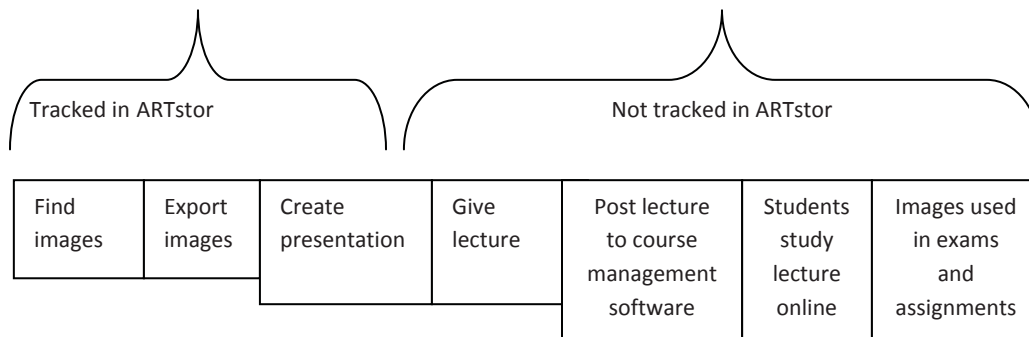 Tracked in ARTstor
Not tracked in ARTstor
Find
images
Export
images
Create
presentation
Give
lecture
Post lecture
to course
management
software
Students
study
lecture
online
Images used
in exams
and
assignments